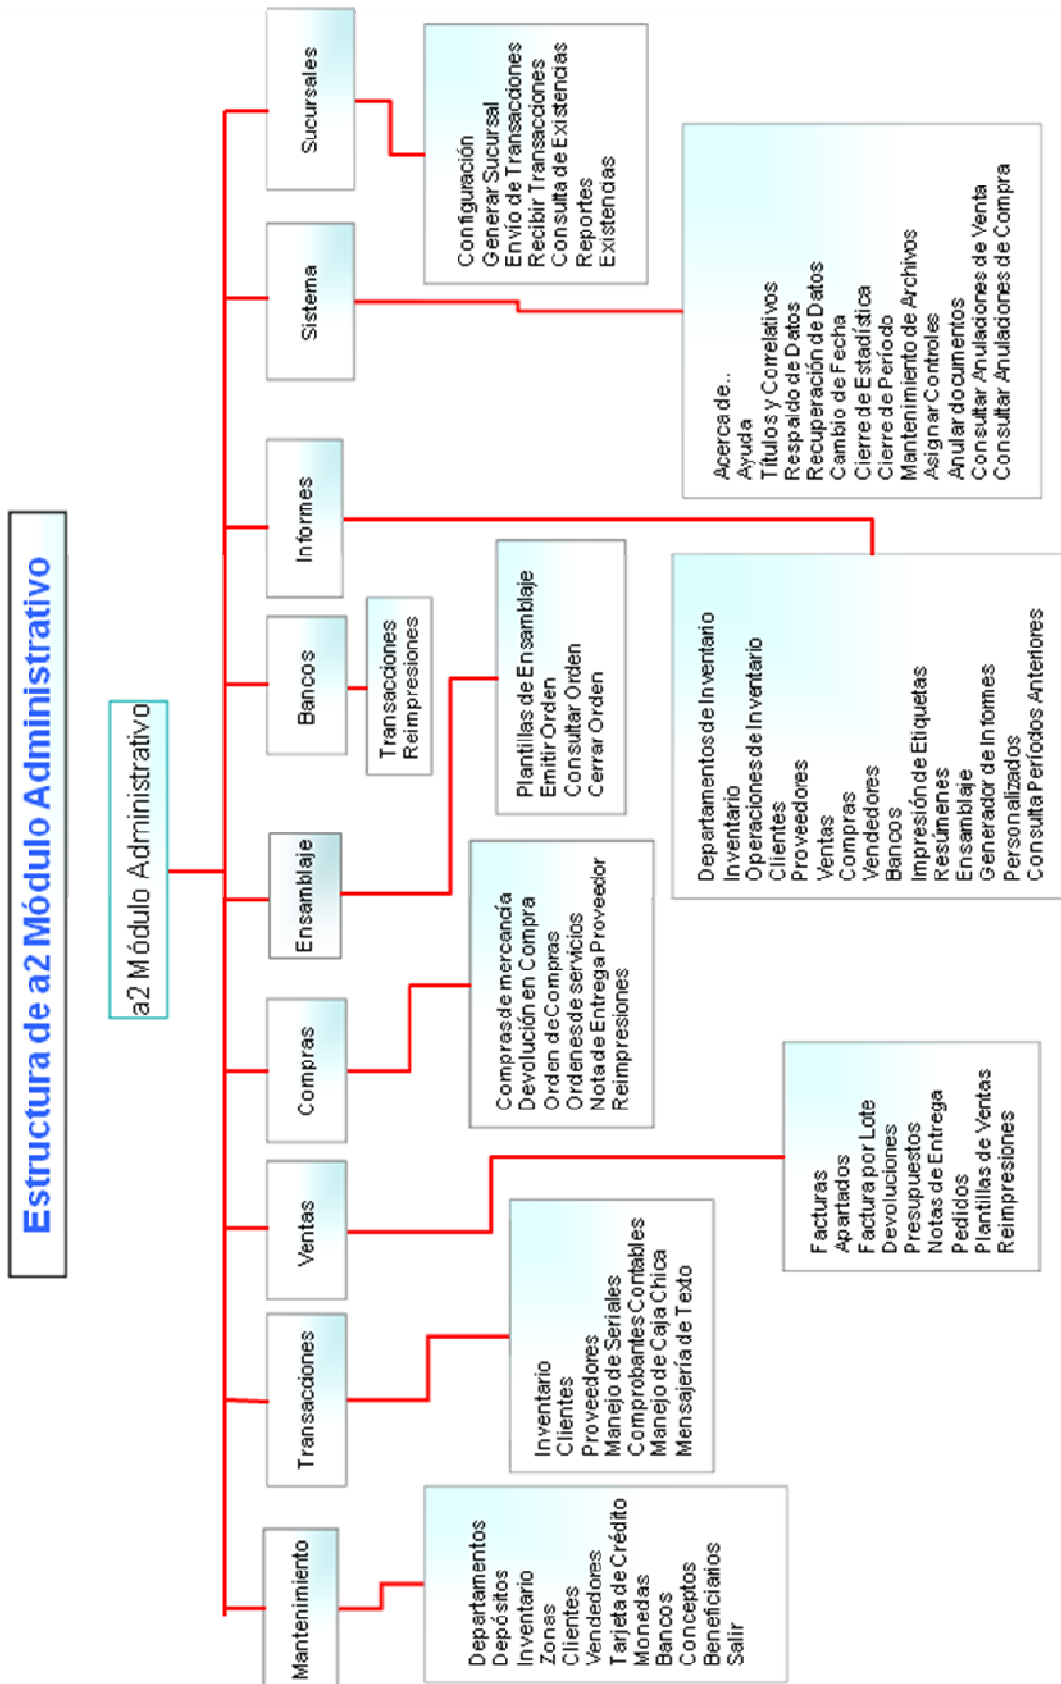 Estructura de a2 Módulo Administrativo
a2 Módulo Administrativo
Mantenimiento
Transacciones
Ventas
Compras
Ensamblaje
Bancos
Informes
Sistema
Sucursales
Departamentos
Depósitos
Inventario
Zonas
Clientes
Vendedores
Tarjeta de Crédito
Monedas
Bancos
Conceptos
Beneficiarios
Salir
Inventario
Clientes
Proveedores
Manejo de Seriales
Comprobantes Contables
Manejo de Caja Chica
Mensajería de Texto
Facturas
Apartados
Factura por Lote
Devoluciones
Presupuestos
Notas de Entrega
Pedidos
Plantillas de Ventas
Reimpresiones
Compras de mercancía
Devolución en Compra
Orden de Compras
Ordenes de servicios
Nota de Entrega Proveedor
Reimpresiones
Plantillas de Ensamblaje
Emitir Orden
Consultar Orden
Cerrar Orden
Transacciones
Reimpresiones
Departamentos de Inventario
Inventario
Operaciones de Inventario
Clientes
Proveedores
Ventas
Compras
Vendedores
Bancos
Impresión de Etiquetas
Resúmenes
Ensamblaje
Generador de Informes
Personalizados
Consulta Períodos Anteriores
Acerca de..
Ayuda
Títulos y Correlativos
Respaldo de Datos
Recuperación de Datos
Cambio de Fecha
Cierre de Estadística
Cierre de Período
Mantenimiento de Archivos
Asignar Controles
Anular documentos
Consultar Anulaciones de Venta
Consultar Anulaciones de Compra
Configuración
Generar Sucursal
Envío de Transacciones
Recibir Transacciones
Consulta de Existencias
Reportes
Existencias